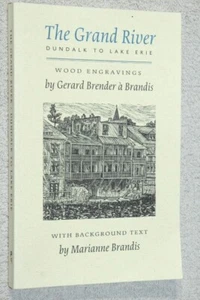 The Grand River
DUNDALK TO LAKE ERIE
WOOD ENGRAVINGS
by Gerard Brender à Brandis
WITH BACKGROUND TEXT
by Marianne Brandis